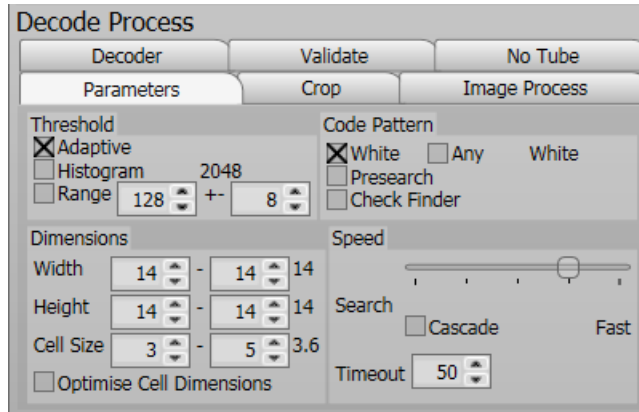 Decode Process
Decoder Validate No Tube
Parameters Crop Image Process
Threshold
Adaptive
Histogram 2048
Range 128 +- 8
Code Pattern
White Any White
Presearch
Check Finder
Dimensions
Width 14 - 14 14
Height 14 - 14 14
Cell Size 3 - 5 3.6
Optimise Cell Dimensions
Speed
Search
Cascade Fast
Timeout 50